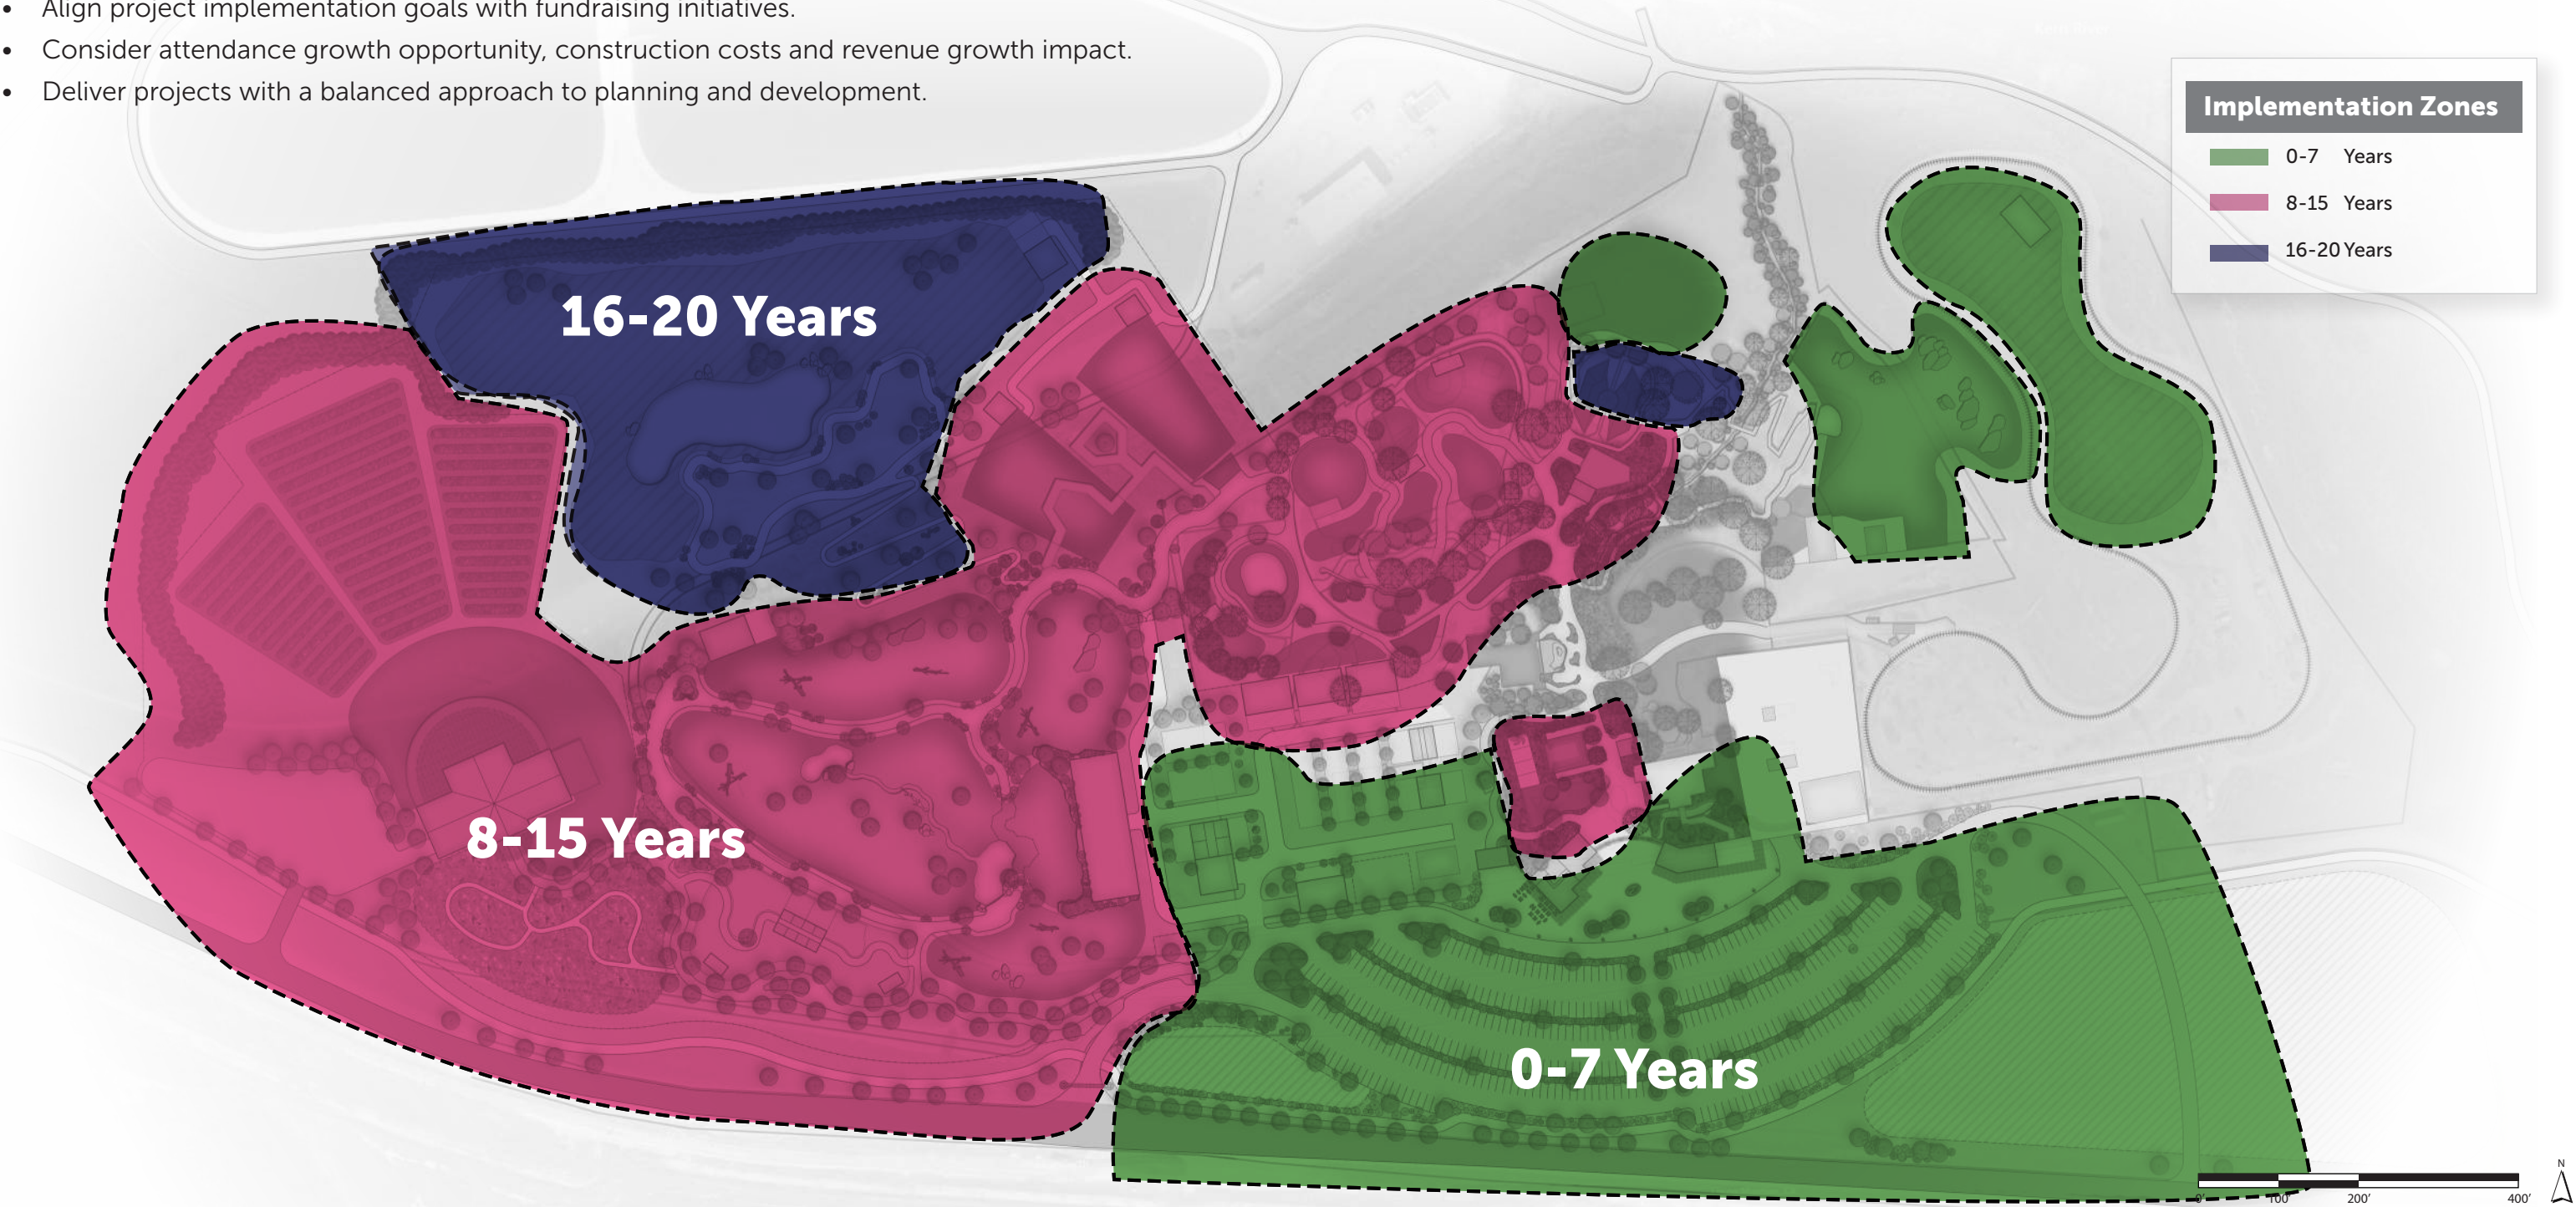 • Align project implementation goals with fundraising initiatives.
• Consider attendance growth opportunity, construction costs and revenue growth impact.
• Deliver projects with a balanced approach to planning and development.
Implementation Zones
0-7 Years
8-15 Years
16-20 Years
16-20 Years
8-15 Years
0-7 Years
N
0' 100' 200' 400'